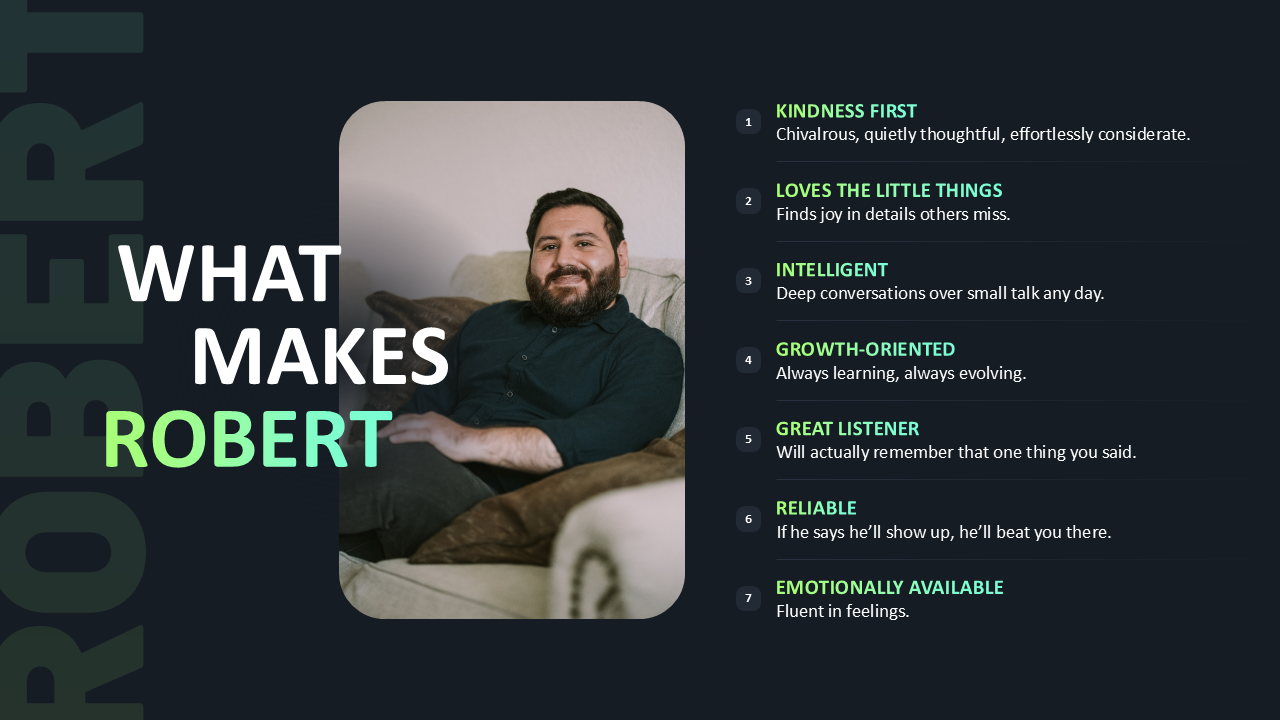 ROBERT
WHAT
MAKES
ROBERT
1
KINDNESS FIRST
Chivalrous, quietly thoughtful, effortlessly considerate.
2
LOVES THE LITTLE THINGS
Finds joy in details others miss.
3
INTELLIGENT
Deep conversations over small talk any day.
4
GROWTH-ORIENTED
Always learning, always evolving.
5
GREAT LISTENER
Will actually remember that one thing you said.
6
RELIABLE
If he says he’ll show up, he’ll beat you there.
7
EMOTIONALLY AVAILABLE
Fluent in feelings.